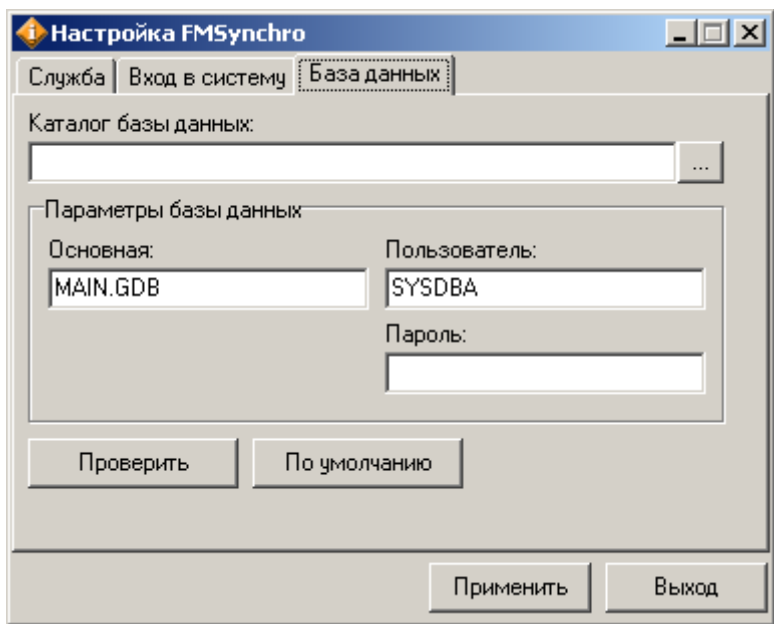 Настройка FMSynchro
Служба Вход в систему База данных
Каталог базы данных:
...
Параметры базы данных
Основная: Пользователь:
MAIN.GDB SYSDBA
Пароль:
Проверить По умолчанию
Применить Выход